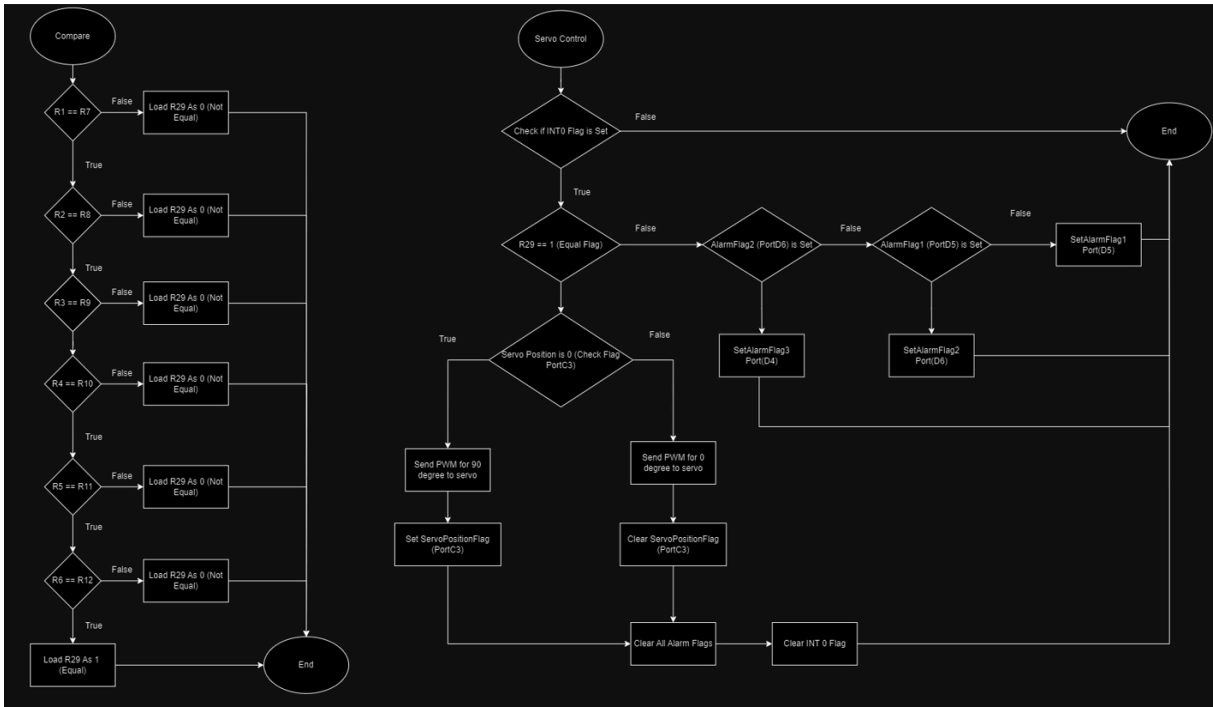 Compare
R1 == R7
False
Load R29 As 0 (Not
Equal)
True
R2 == R8
False
Load R29 As 0 (Not
Equal)
True
R3 == R9
False
Load R29 As 0 (Not
Equal)
R4 == R10
False
Load R29 As 0 (Not
Equal)
True
R5 == R11
False
Load R29 As 0 (Not
Equal)
True
R6 == R12
False
Load R29 As 0 (Not
Equal)
True
Load R29 As 1
(Equal)
End
Servo Control
Check if INT0 Flag is Set
False
End
True
R29 == 1 (Equal Flag)
False
AlarmFlag2 (PortD6) is Set
False
AlarmFlag1 (PortD5) is Set
False
SetAlarmFlag1
Port(D5)
SetAlarmFlag3
Port(D4)
SetAlarmFlag2
Port(D6)
True
Servo Position is 0 (Check Flag
PortC3)
False
Send PWM for 90
degree to servo
Send PWM for 0
degree to servo
Set ServoPositionFlag
(PortC3)
Clear ServoPositionFlag
(PortC3)
Clear All Alarm Flags
Clear INT 0 Flag